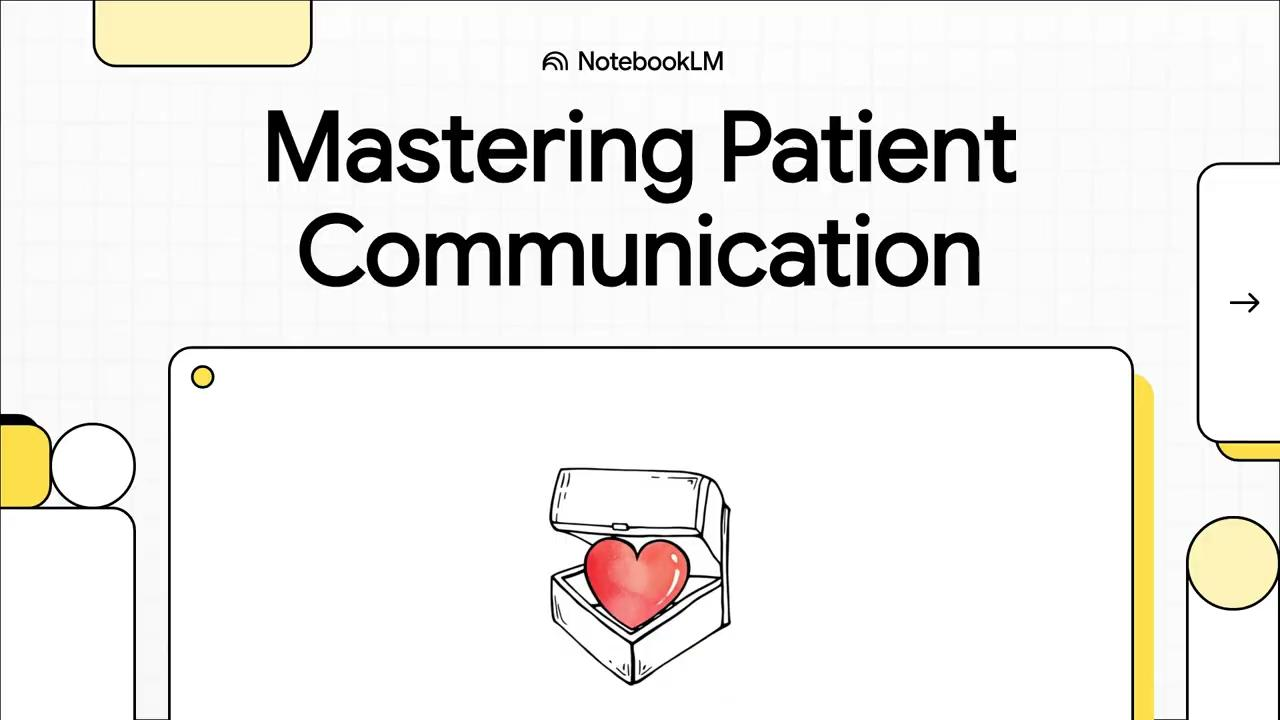 NotebookLM
Mastering Patient
Communication